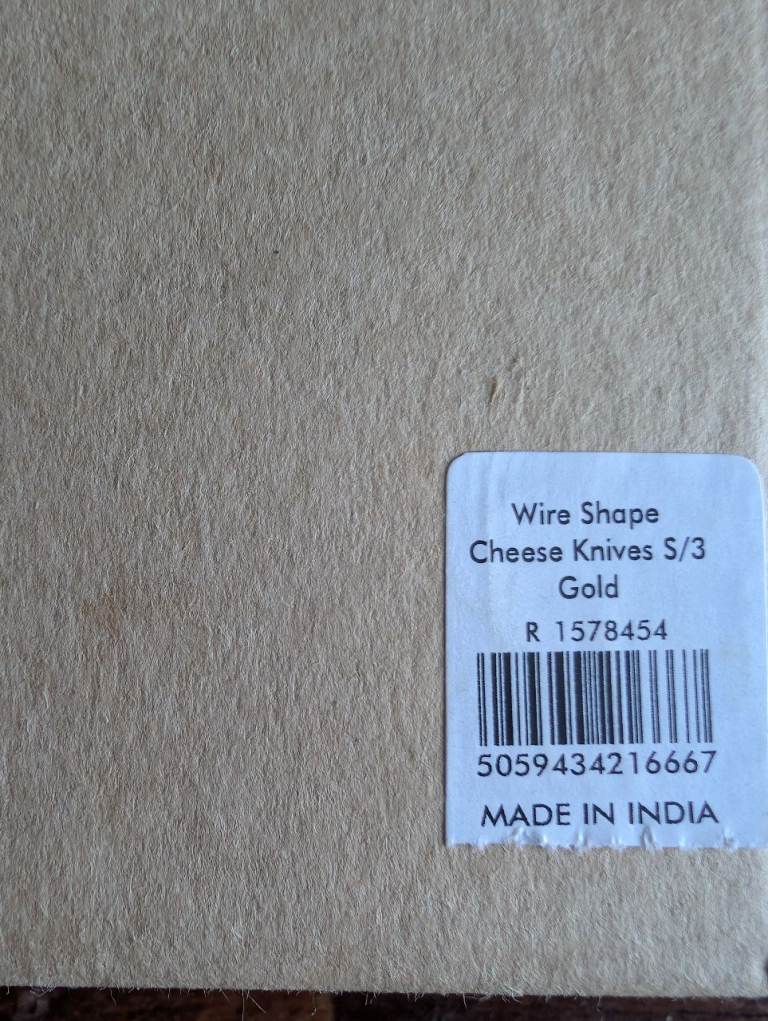 Wire Shape
Cheese Knives S/3
Gold
R 1578454
5059434216667
MADE IN INDIA